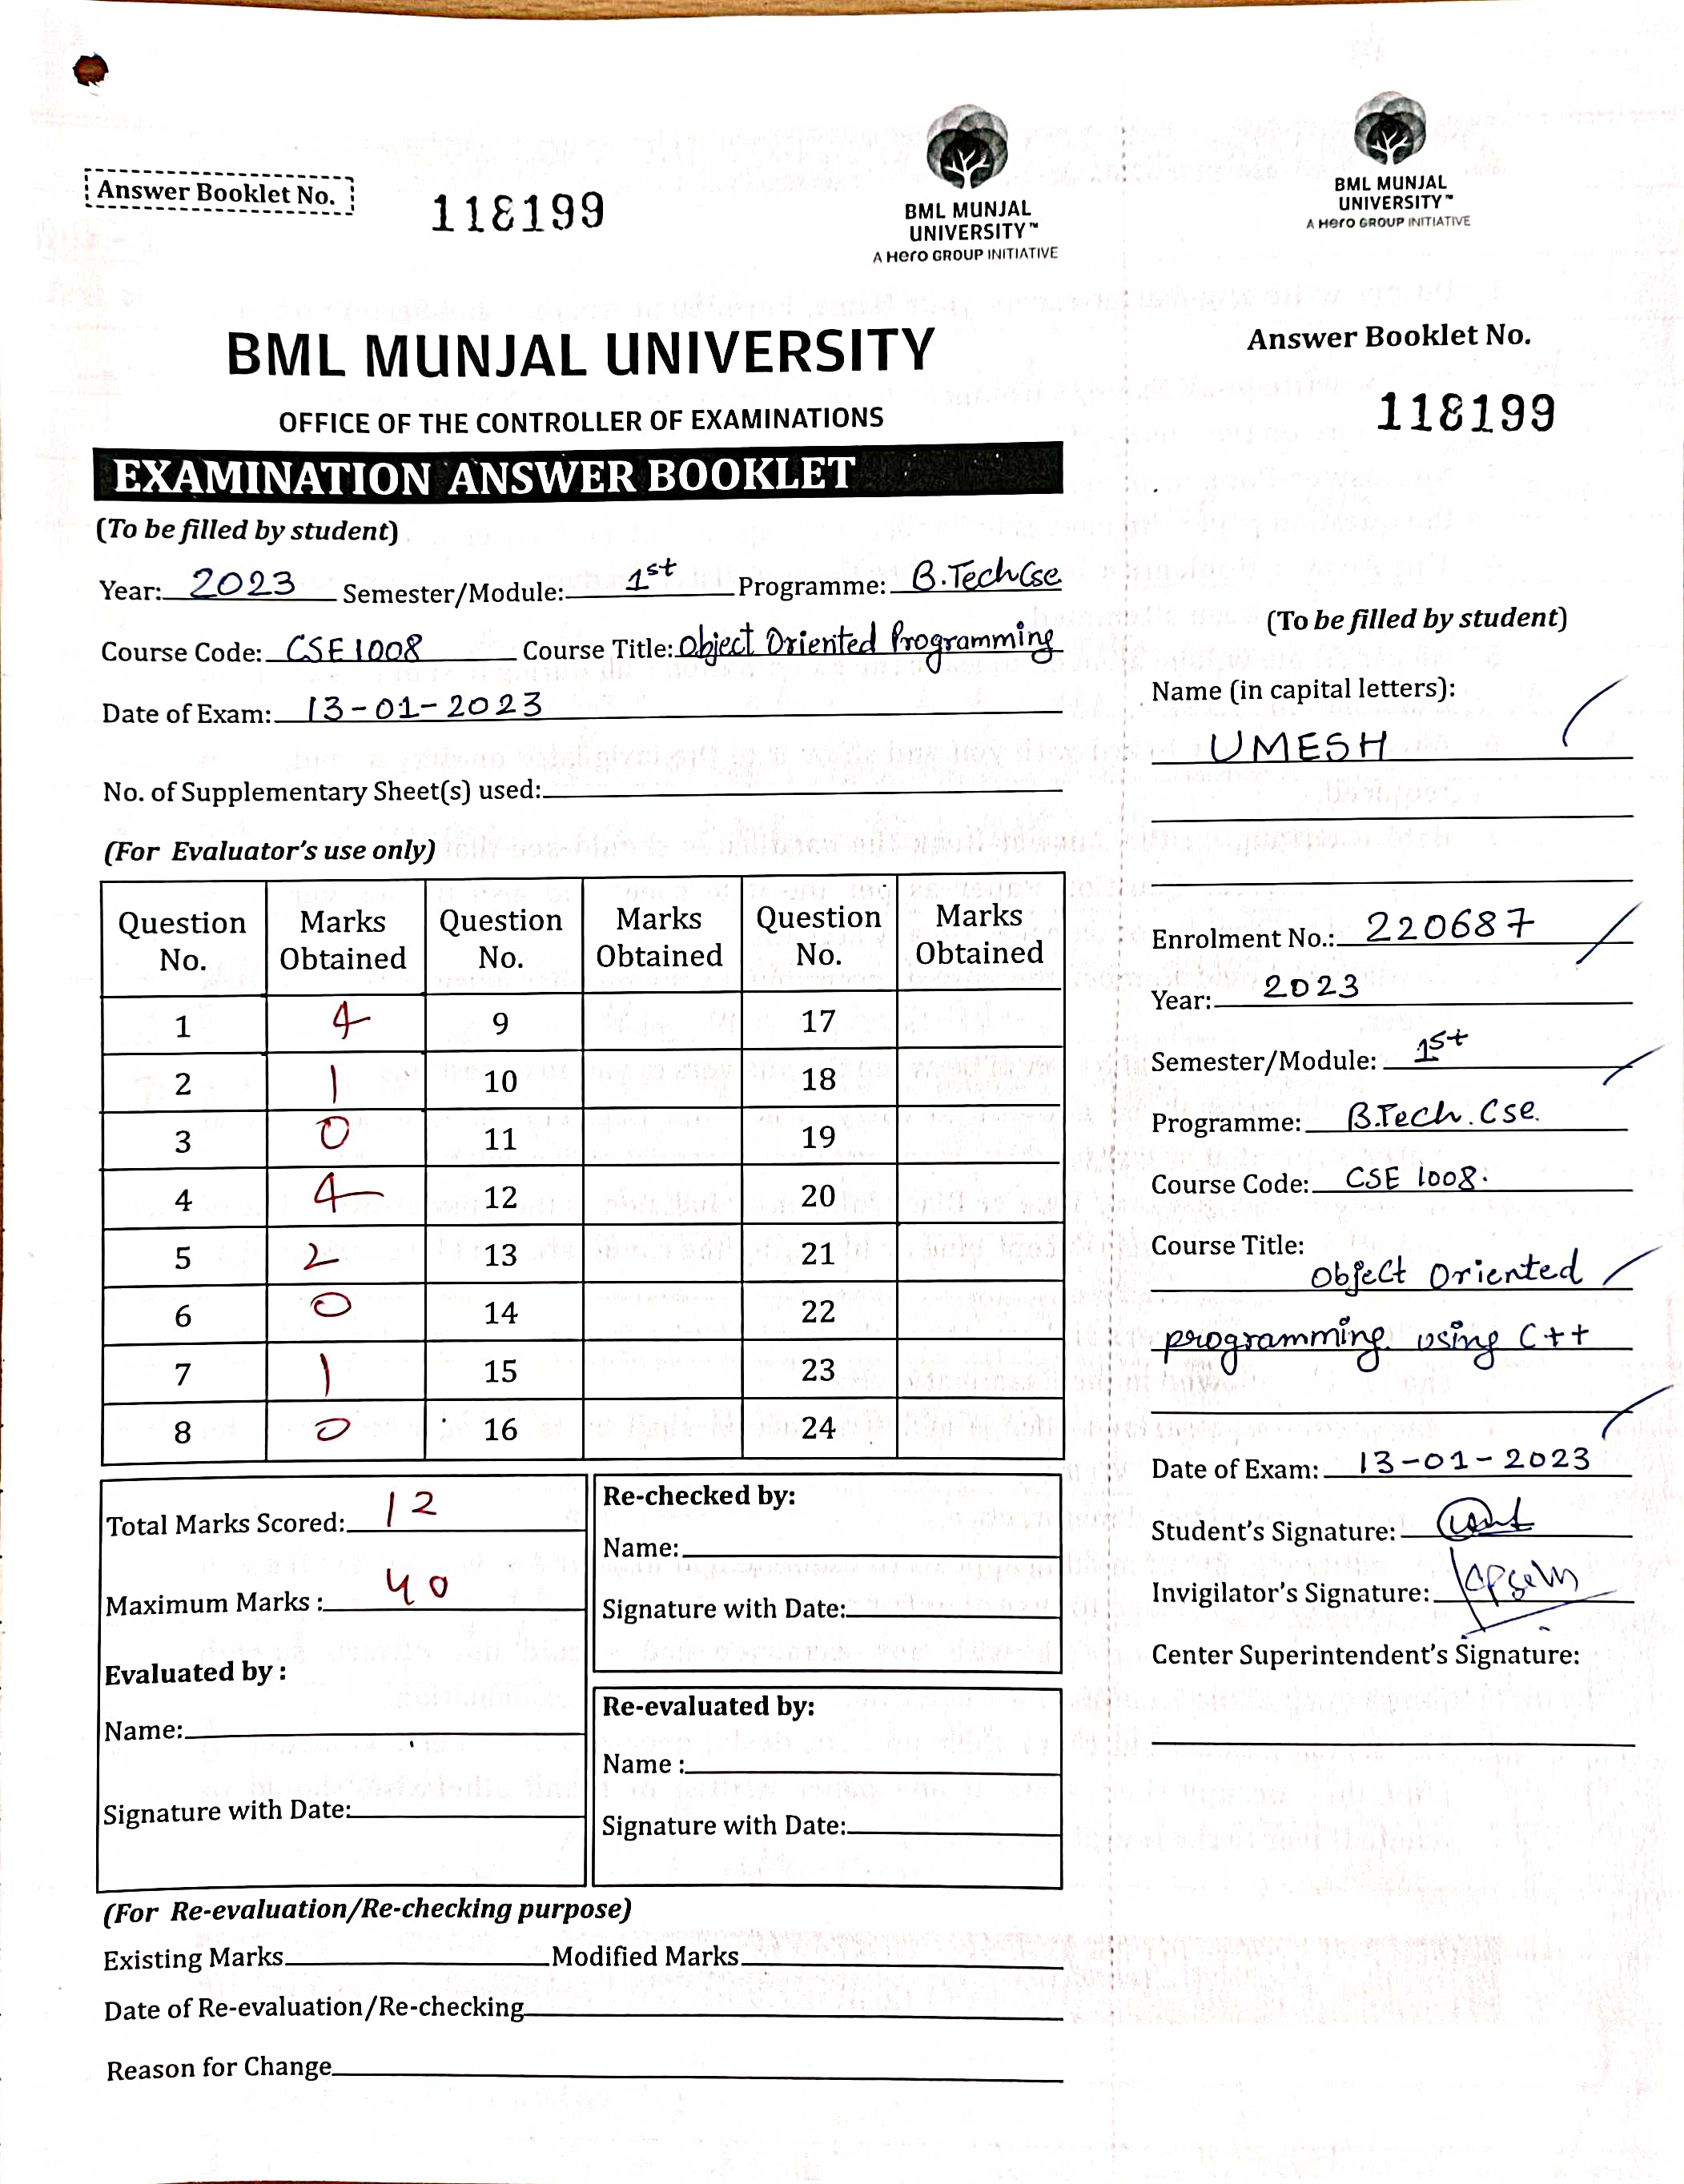 Answer Booklet No.
118199
BML MUNJAL
UNIVERSITY™
A Hero GROUP INITIATIVE
BML MUNJAL UNIVERSITY
OFFICE OF THE CONTROLLER OF EXAMINATIONS
EXAMINATION ANSWER BOOKLET
(To be filled by student)
Year: 2023 Semester/Module: 1st Programme: B.Tech Cse
Course Code: CSE1008 Course Title: Object Oriented Programming
Date of Exam: 13-01-2023
No. of Supplementary Sheet(s) used:
(For Evaluator's use only)
Question No. Marks Obtained Question No. Marks Obtained Question No. Marks Obtained
1 4 9 17
2 1 10 18
3 0 11 19
4 4 12 20
5 2 13 21
6 0 14 22
7 1 15 23
8 0 16 24
Total Marks Scored: 12
Maximum Marks : 40
Evaluated by :
Name:
Signature with Date:
Re-checked by:
Name:
Signature with Date:
Re-evaluated by:
Name :
Signature with Date:
(For Re-evaluation/Re-checking purpose)
Existing Marks Modified Marks
Date of Re-evaluation/Re-checking
Reason for Change
BML MUNJAL
UNIVERSITY™
A Hero GROUP INITIATIVE
Answer Booklet No.
118199
(To be filled by student)
Name (in capital letters):
UMESH
Enrolment No.: 220687
Year: 2023
Semester/Module: 1st
Programme: B.Tech. Cse.
Course Code: CSE 1008.
Course Title:
Object Oriented
programming using C++
Date of Exam: 13-01-2023
Student's Signature:
Invigilator's Signature:
Center Superintendent's Signature: